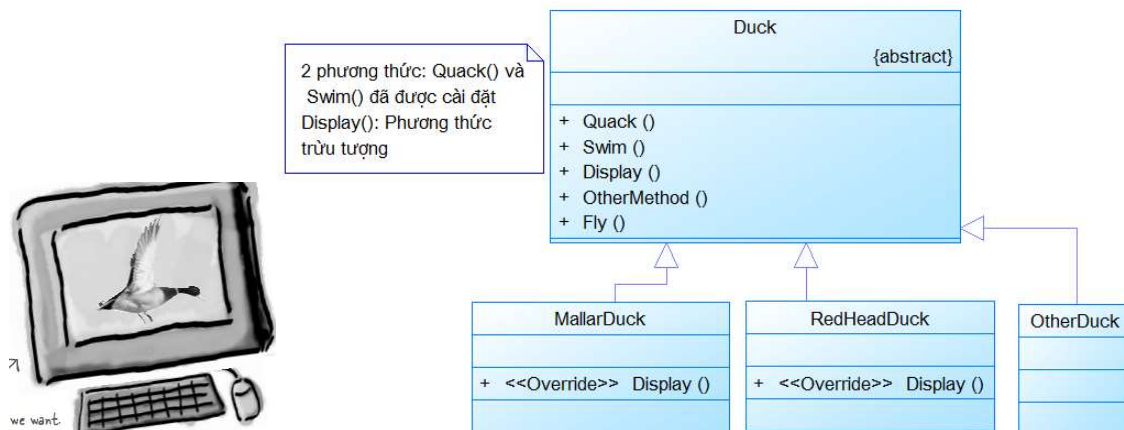 2 phương thức: Quack() và
Swim() đã được cài đặt
Display(): Phương thức
trừu tượng
Duck
{abstract}
+ Quack ()
+ Swim ()
+ Display ()
+ OtherMethod ()
+ Fly ()
MallarDuck
+ <<Override>> Display ()
RedHeadDuck
+ <<Override>> Display ()
OtherDuck
we want.